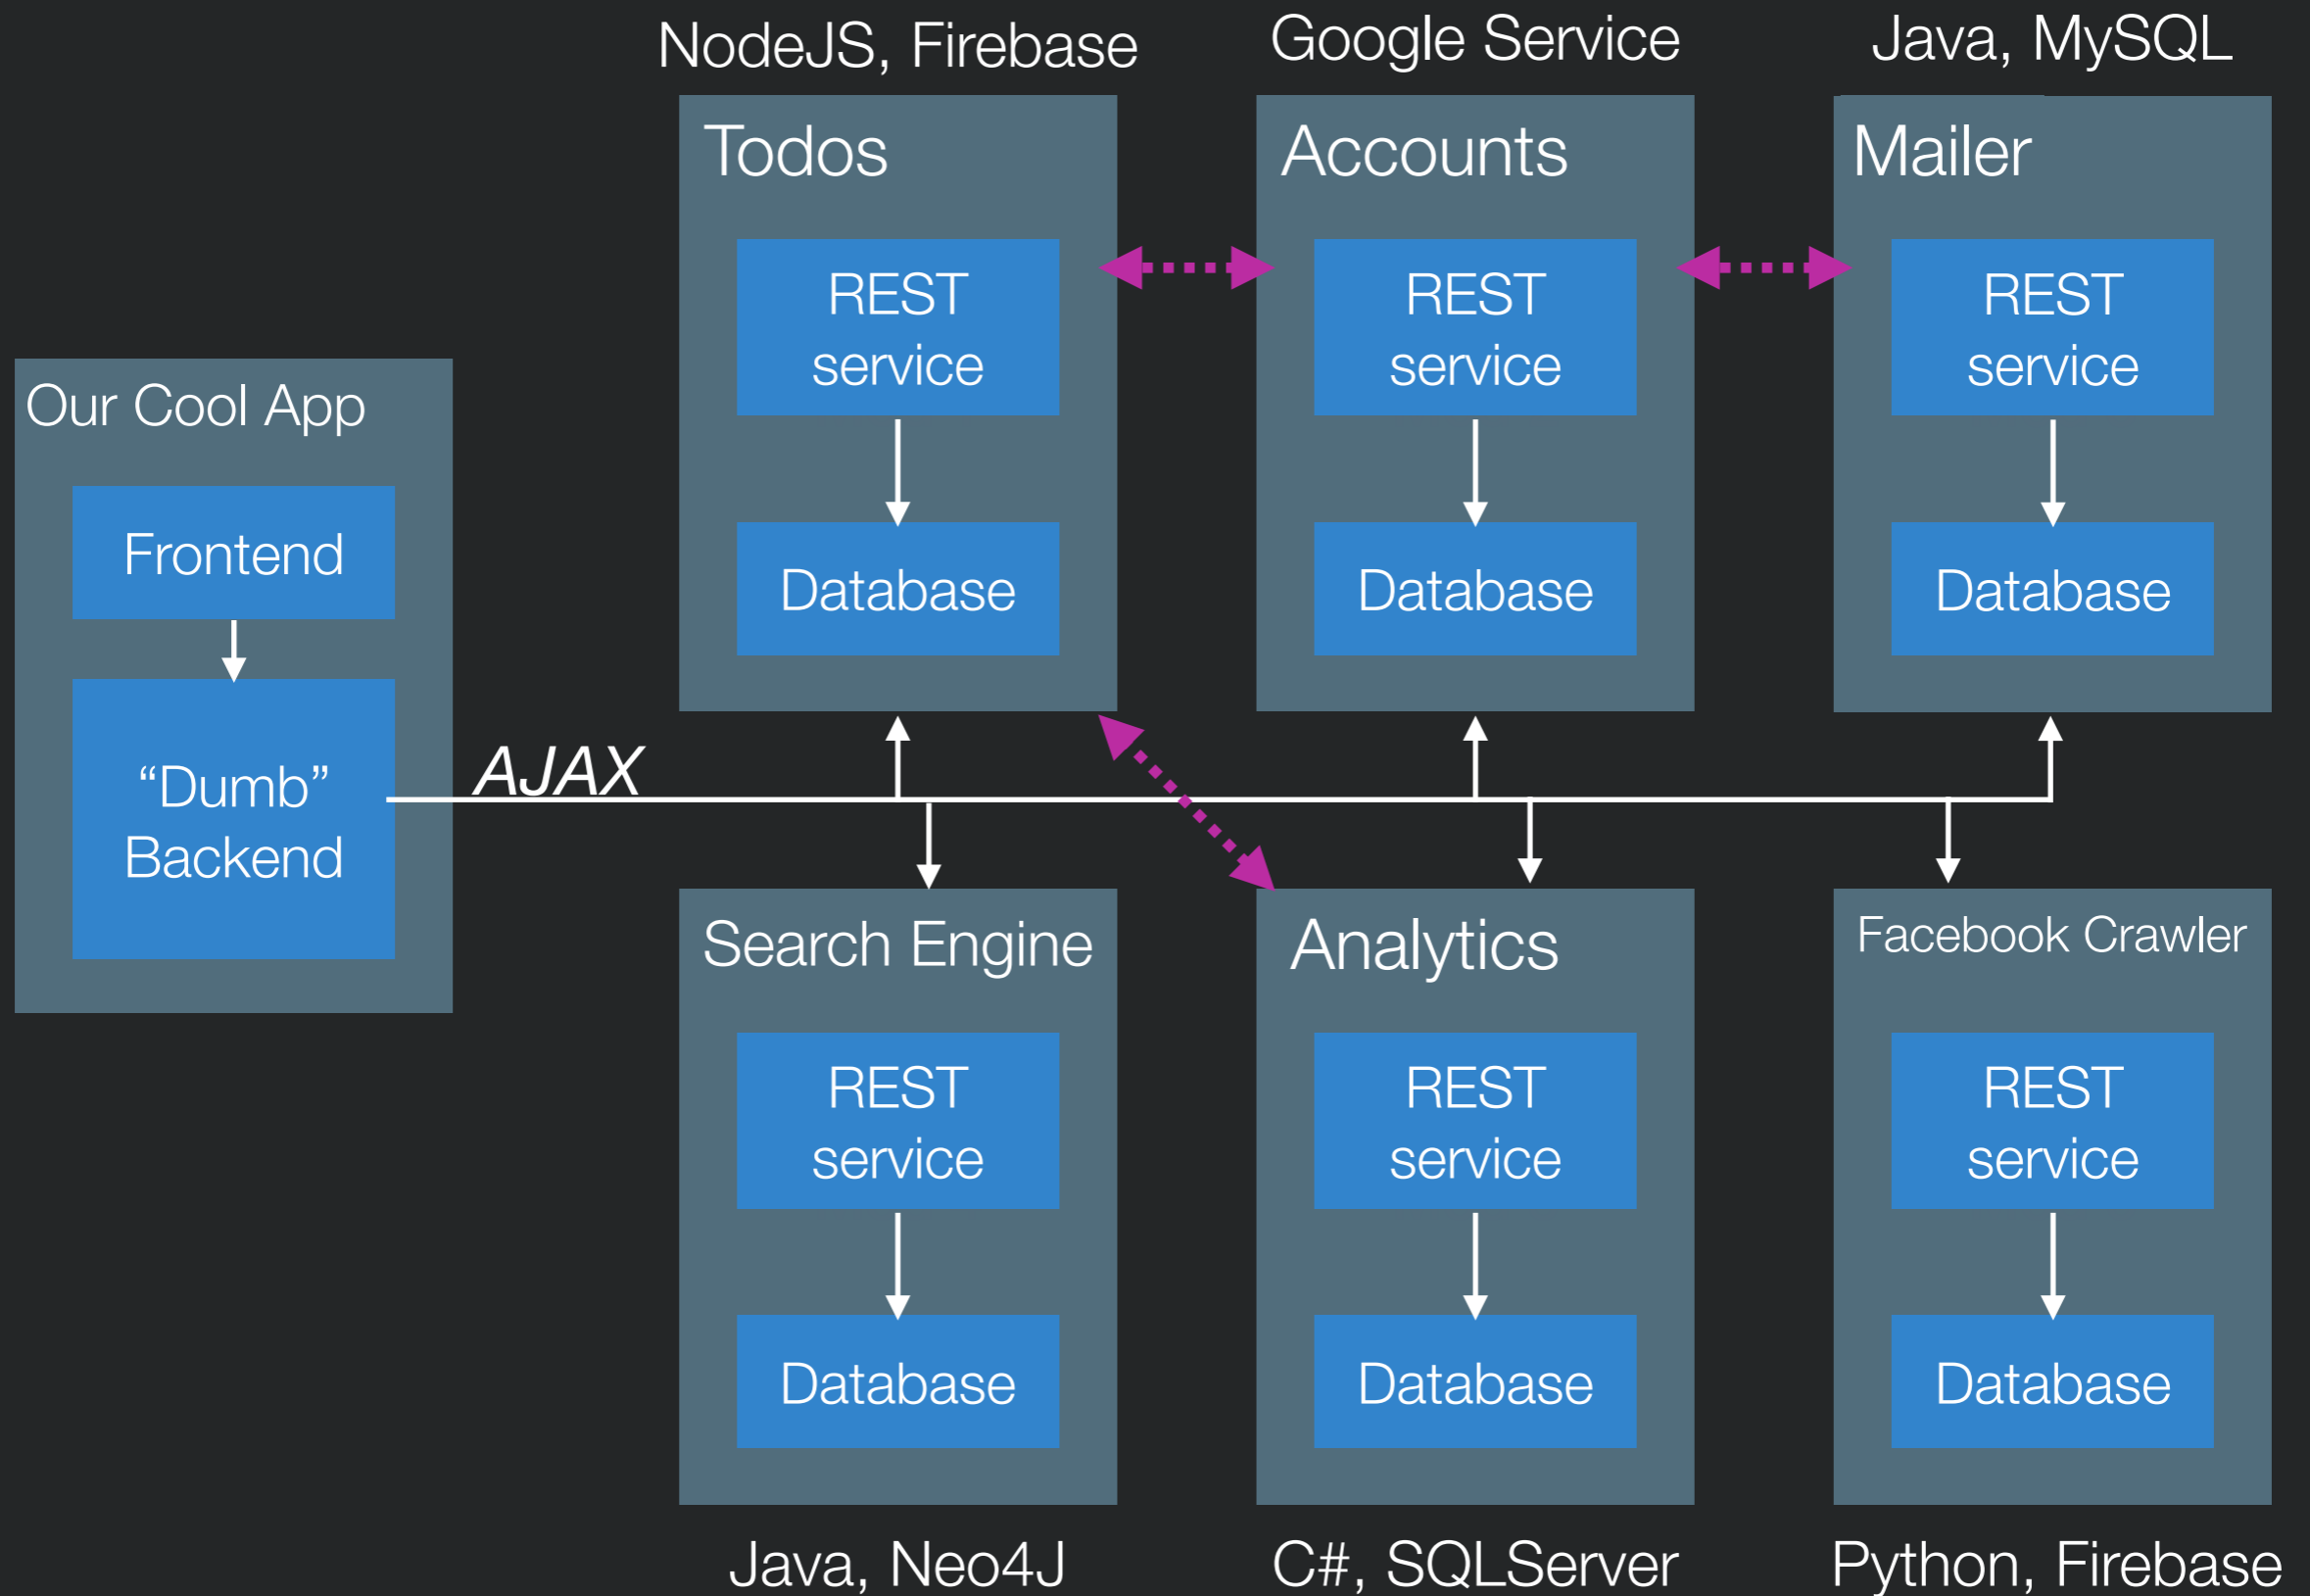 NodeJS, Firebase
Google Service
Java, MySQL
Todos
REST
service
Database
Accounts
REST
service
Database
Mailer
REST
service
Database
Our Cool App
Frontend
“Dumb”
Backend
AJAX
Search Engine
REST
service
Database
Analytics
REST
service
Database
Facebook Crawler
REST
service
Database
Java, Neo4J
C#, SQLServer
Python, Firebase